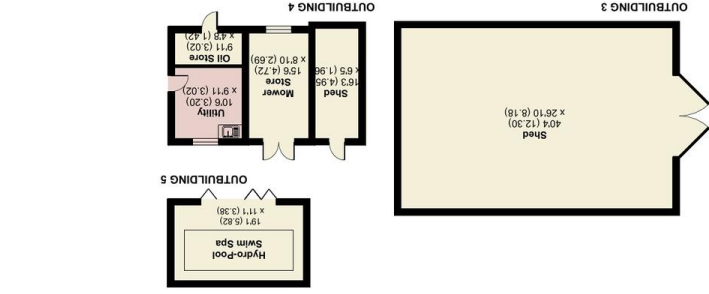 OUTBUILDING 3
Shed
40'4 (12.30)
x 26'10 (8.18)
OUTBUILDING 4
Shed
16'3 (4.95)
x 6'5 (1.96)
Mower
Store
15'6 (4.72)
x 8'10 (2.69)
Utility
10'6 (3.20)
x 9'11 (3.02)
Oil Store
9'11 (3.02)
x 4'8 (1.42)
Hydro-Pool
Swim Spa
19'1 (5.82)
x 11'1 (3.38)
OUTBUILDING 5